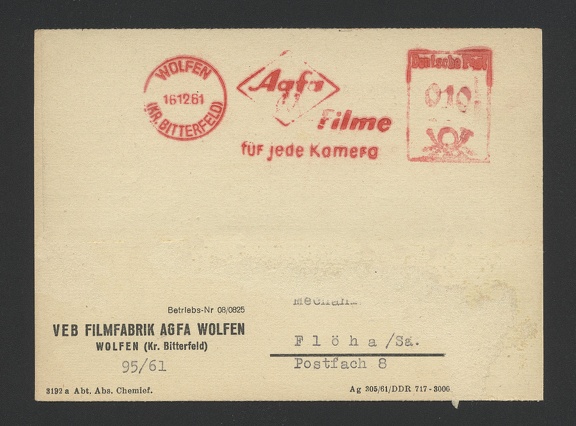 WOLFEN
16.12.61
(KR. BITTERFELD)
Agfa
Filme
für jede Kamera
Deutsche Post
010
Betriebs-Nr 08/0825
VEB FILMFABRIK AGFA WOLFEN
WOLFEN (Kr. Bitterfeld)
95/61
Flöha/Sa.
Postfach 8
3192 a Abt. Abs. Chemief.
Ag 305/61/DDR 717 - 3006